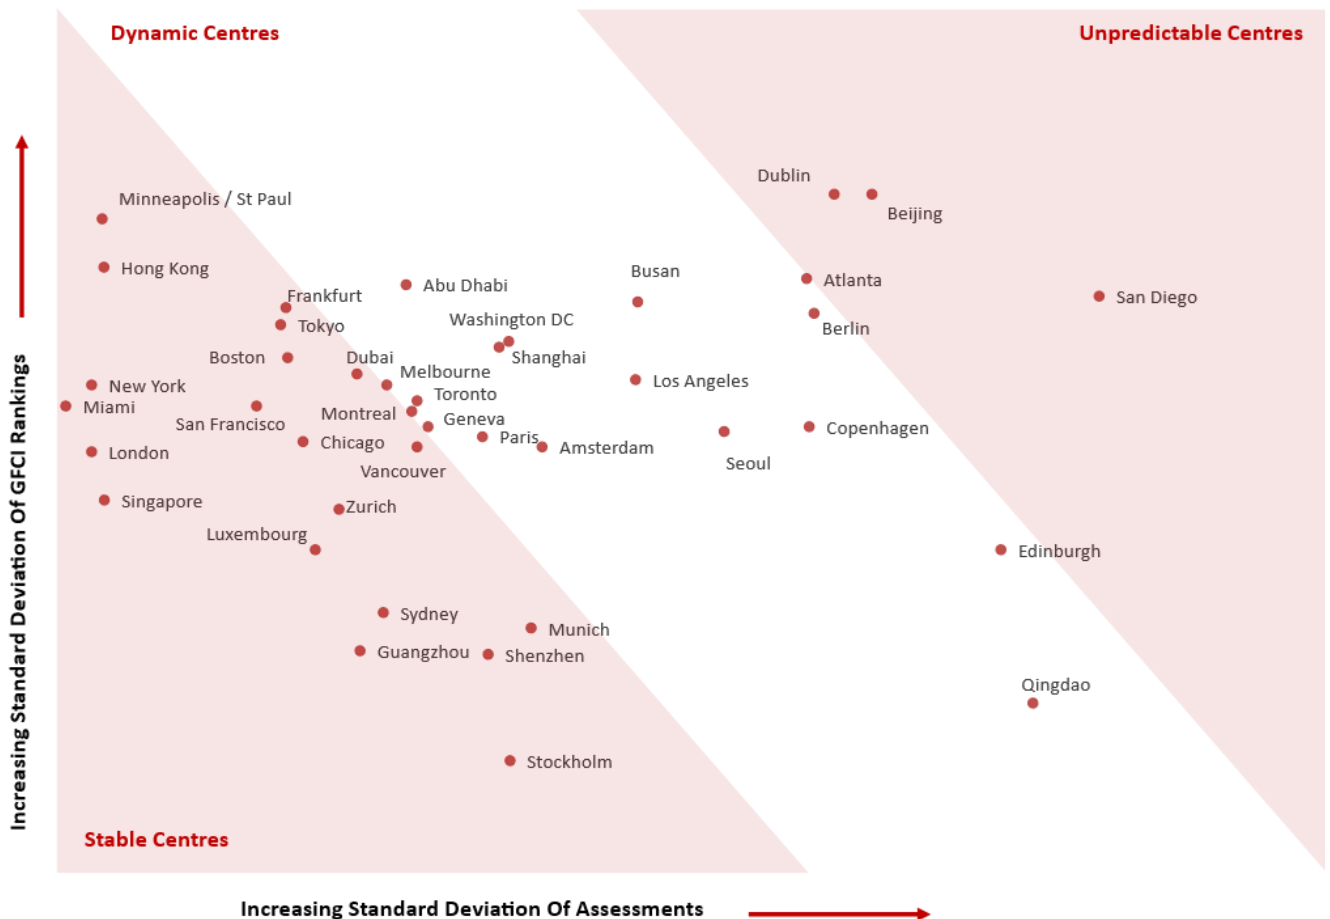 Dynamic Centres
Unpredictable Centres
Dublin
Beijing
Minneapolis / St Paul
Hong Kong
Busan
Abu Dhabi
Atlanta
San Diego
Frankfurt
Tokyo
Washington DC
Berlin
Boston
Dubai
Shanghai
Melbourne
Los Angeles
New York
Toronto
Miami
Montreal
San Francisco
Geneva
Copenhagen
Chicago
Paris
Amsterdam
London
Vancouver
Seoul
Singapore
Zurich
Luxembourg
Edinburgh
Sydney
Munich
Guangzhou
Shenzhen
Qingdao
Stockholm
Stable Centres
Increasing Standard Deviation Of GFCI Rankings
Increasing Standard Deviation Of Assessments